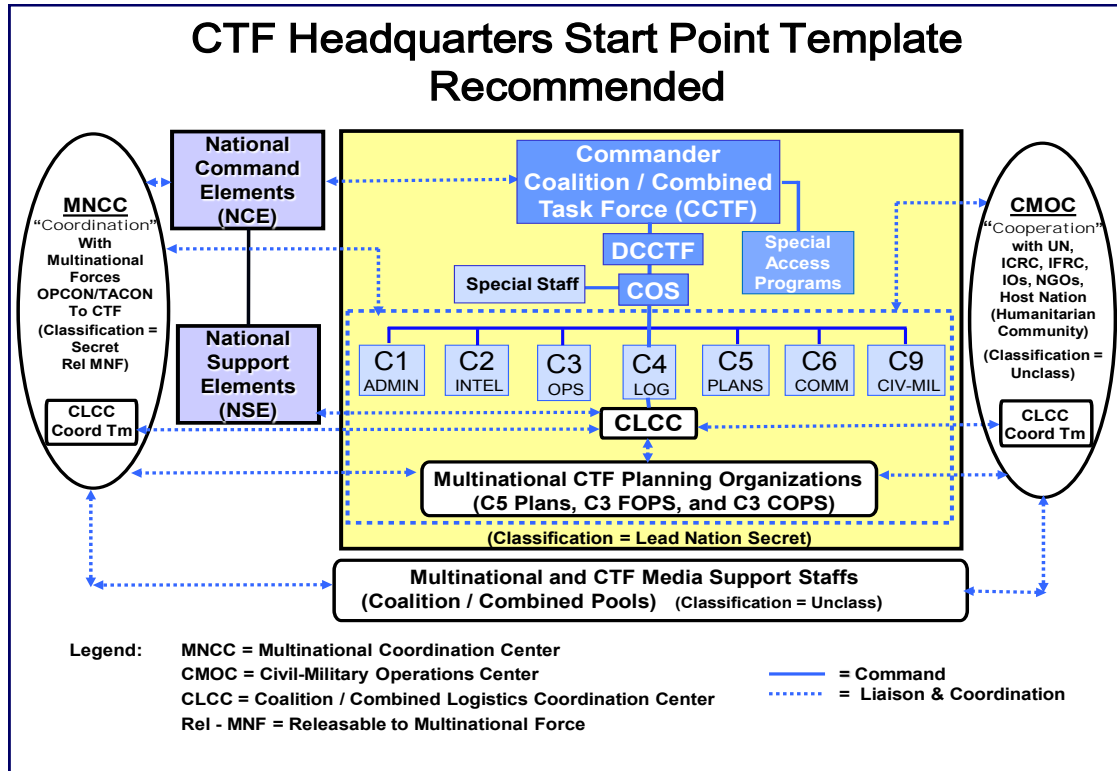 CTF Headquarters Start Point Template
Recommended
MNCC
“Coordination”
With
Multinational
Forces
OPCON/TACON
To CTF
(Classification =
Secret
Rel MNF)
CLCC
Coord Tm
National
Command
Elements
(NCE)
National
Support
Elements
(NSE)
Commander
Coalition / Combined
Task Force (CCTF)
DCCTF
Special Staff
COS
Special
Access
Programs
C1
ADMIN
C2
INTEL
C3
OPS
C4
LOG
C5
PLANS
C6
COMM
C9
CIV-MIL
CLCC
Multinational CTF Planning Organizations
(C5 Plans, C3 FOPS, and C3 COPS)
(Classification = Lead Nation Secret)
CMOC
“Cooperation”
with UN,
ICRC, IFRC,
IOs, NGOs,
Host Nation
(Humanitarian
Community)
(Classification =
Unclass)
CLCC
Coord Tm
Multinational and CTF Media Support Staffs
(Coalition / Combined Pools) (Classification = Unclass)
Legend:
MNCC = Multinational Coordination Center
CMOC = Civil-Military Operations Center
CLCC = Coalition / Combined Logistics Coordination Center
Rel - MNF = Releasable to Multinational Force
= Command
= Liaison & Coordination